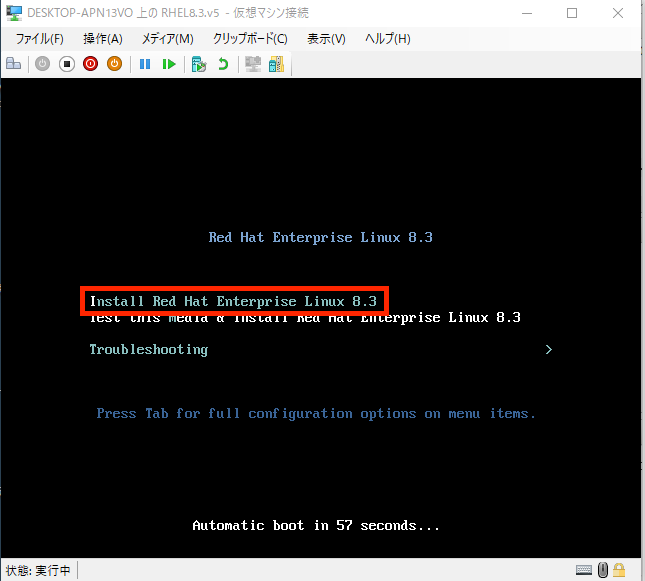 DESKTOP-APN13VO 上の RHEL8.3.v5 - 仮想マシン接続
ファイル(F) 操作(A) メディア(M) クリップボード(C) 表示(V) ヘルプ(H)
Red Hat Enterprise Linux 8.3
Install Red Hat Enterprise Linux 8.3
Test this media & install Red Hat Enterprise Linux 8.3
Troubleshooting >
Press Tab for full configuration options on menu items.
Automatic boot in 57 seconds...
状態: 実行中